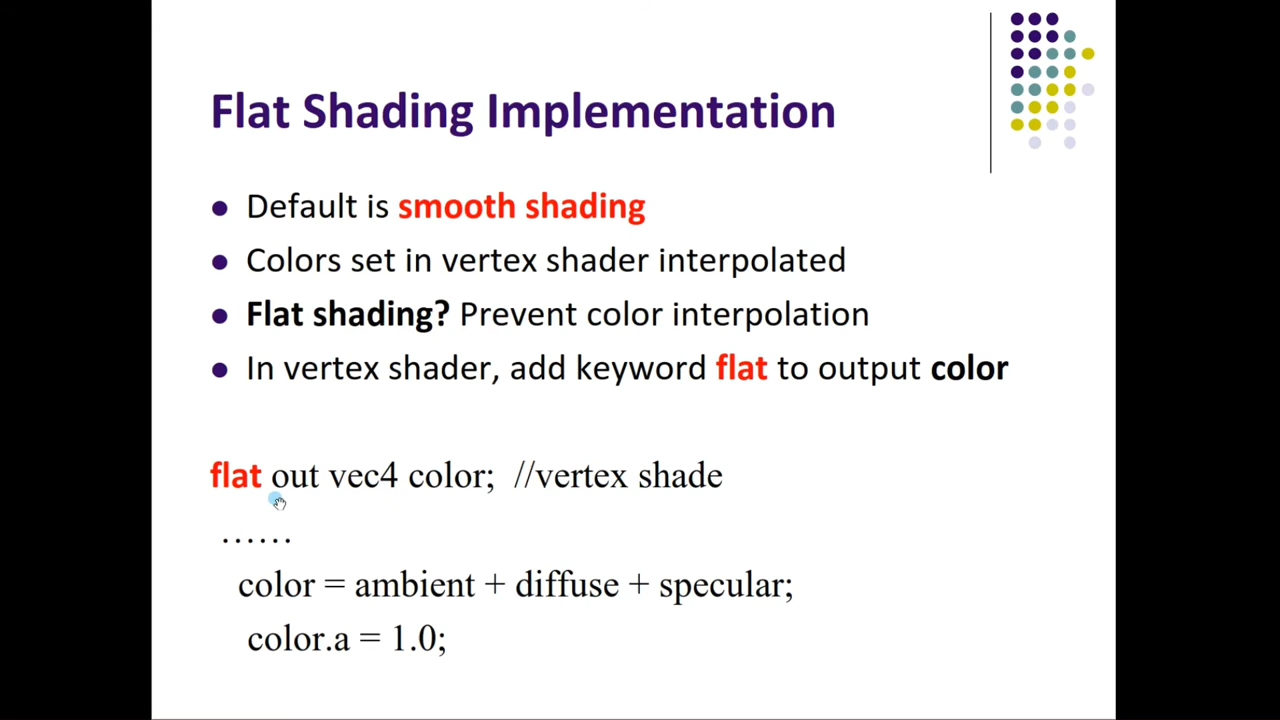 Flat Shading Implementation
Default is smooth shading
Colors set in vertex shader interpolated
Flat shading? Prevent color interpolation
In vertex shader, add keyword flat to output color
flat out vec4 color; //vertex shade
……
color = ambient + diffuse + specular;
color.a = 1.0;